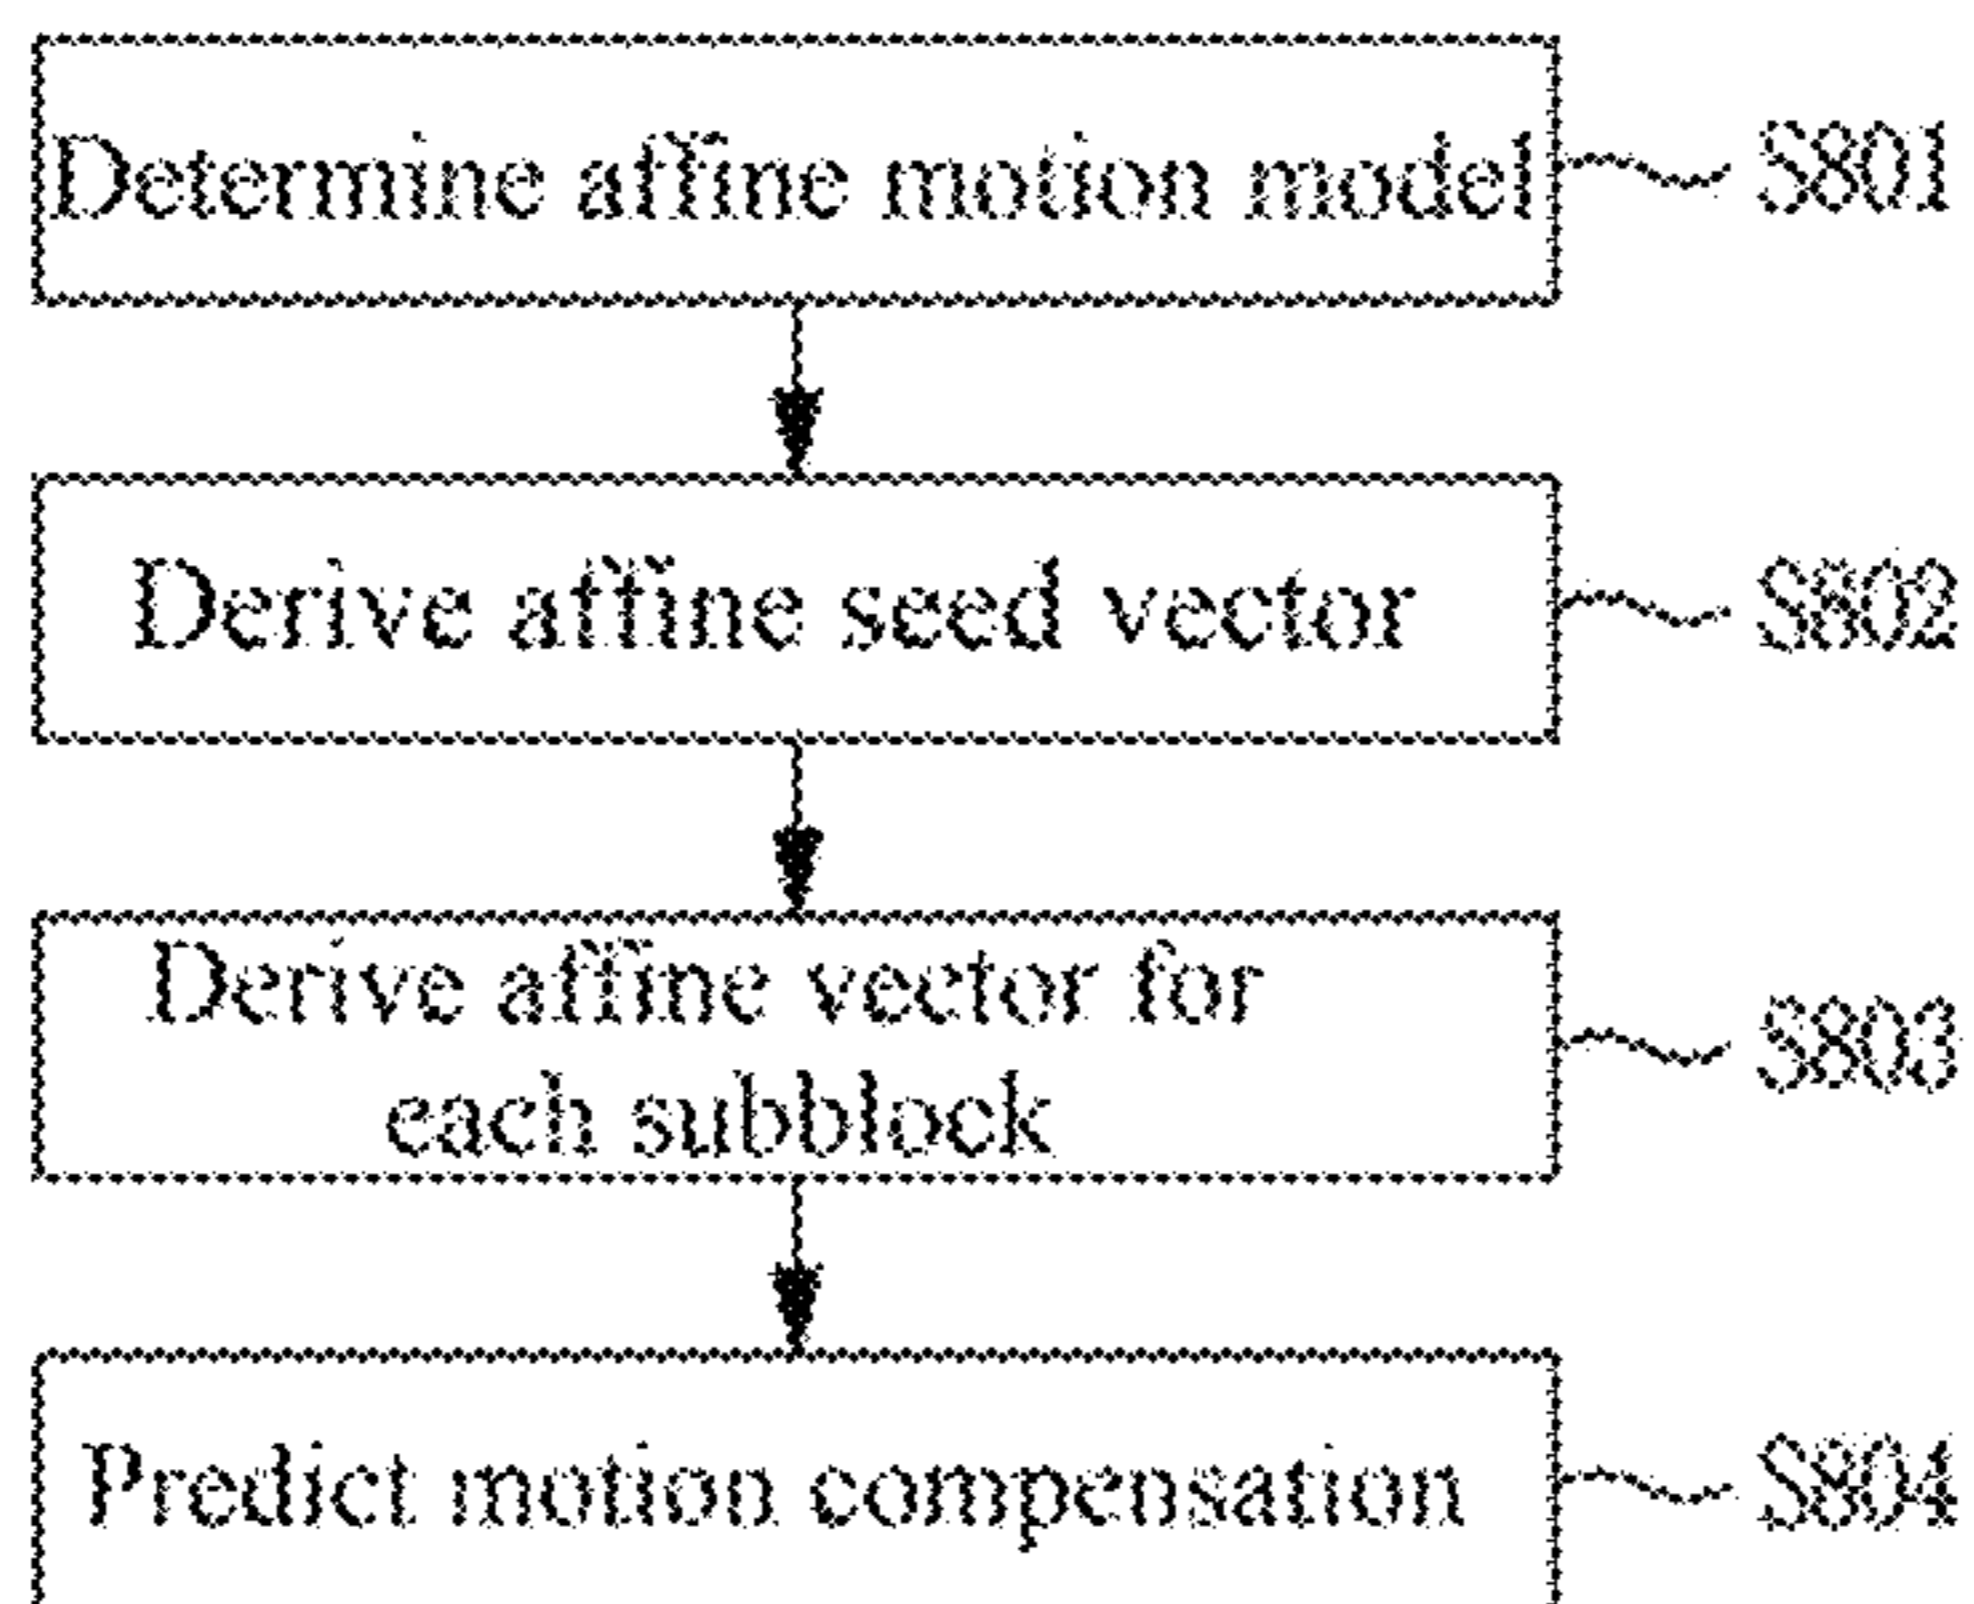 Determine affine motion model
S801
Derive affine seed vector
S802
Derive affine vector for
each subblock
S803
Predict motion compensation
S804